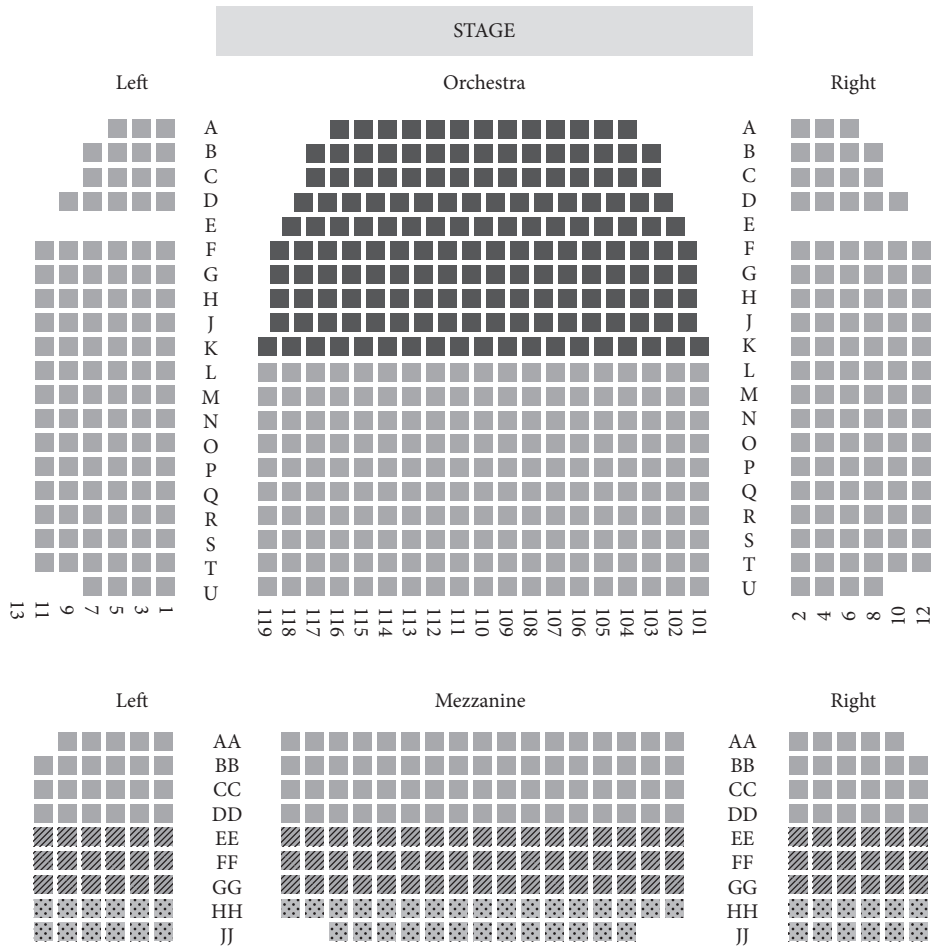 STAGE
Left Orchestra Right
A A
B B
C C
D D
E E
F F
G G
H H
J J
K K
L L
M M
N N
O O
P P
Q Q
R R
S S
T T
U U
13 11 9 7 5 3 1 119 118 117 116 115 114 113 112 111 110 109 108 107 106 105 104 103 102 101 2 4 6 8 10 12
Left Mezzanine Right
AA AA
BB BB
CC CC
DD DD
EE EE
FF FF
GG GG
HH HH
JJ JJ